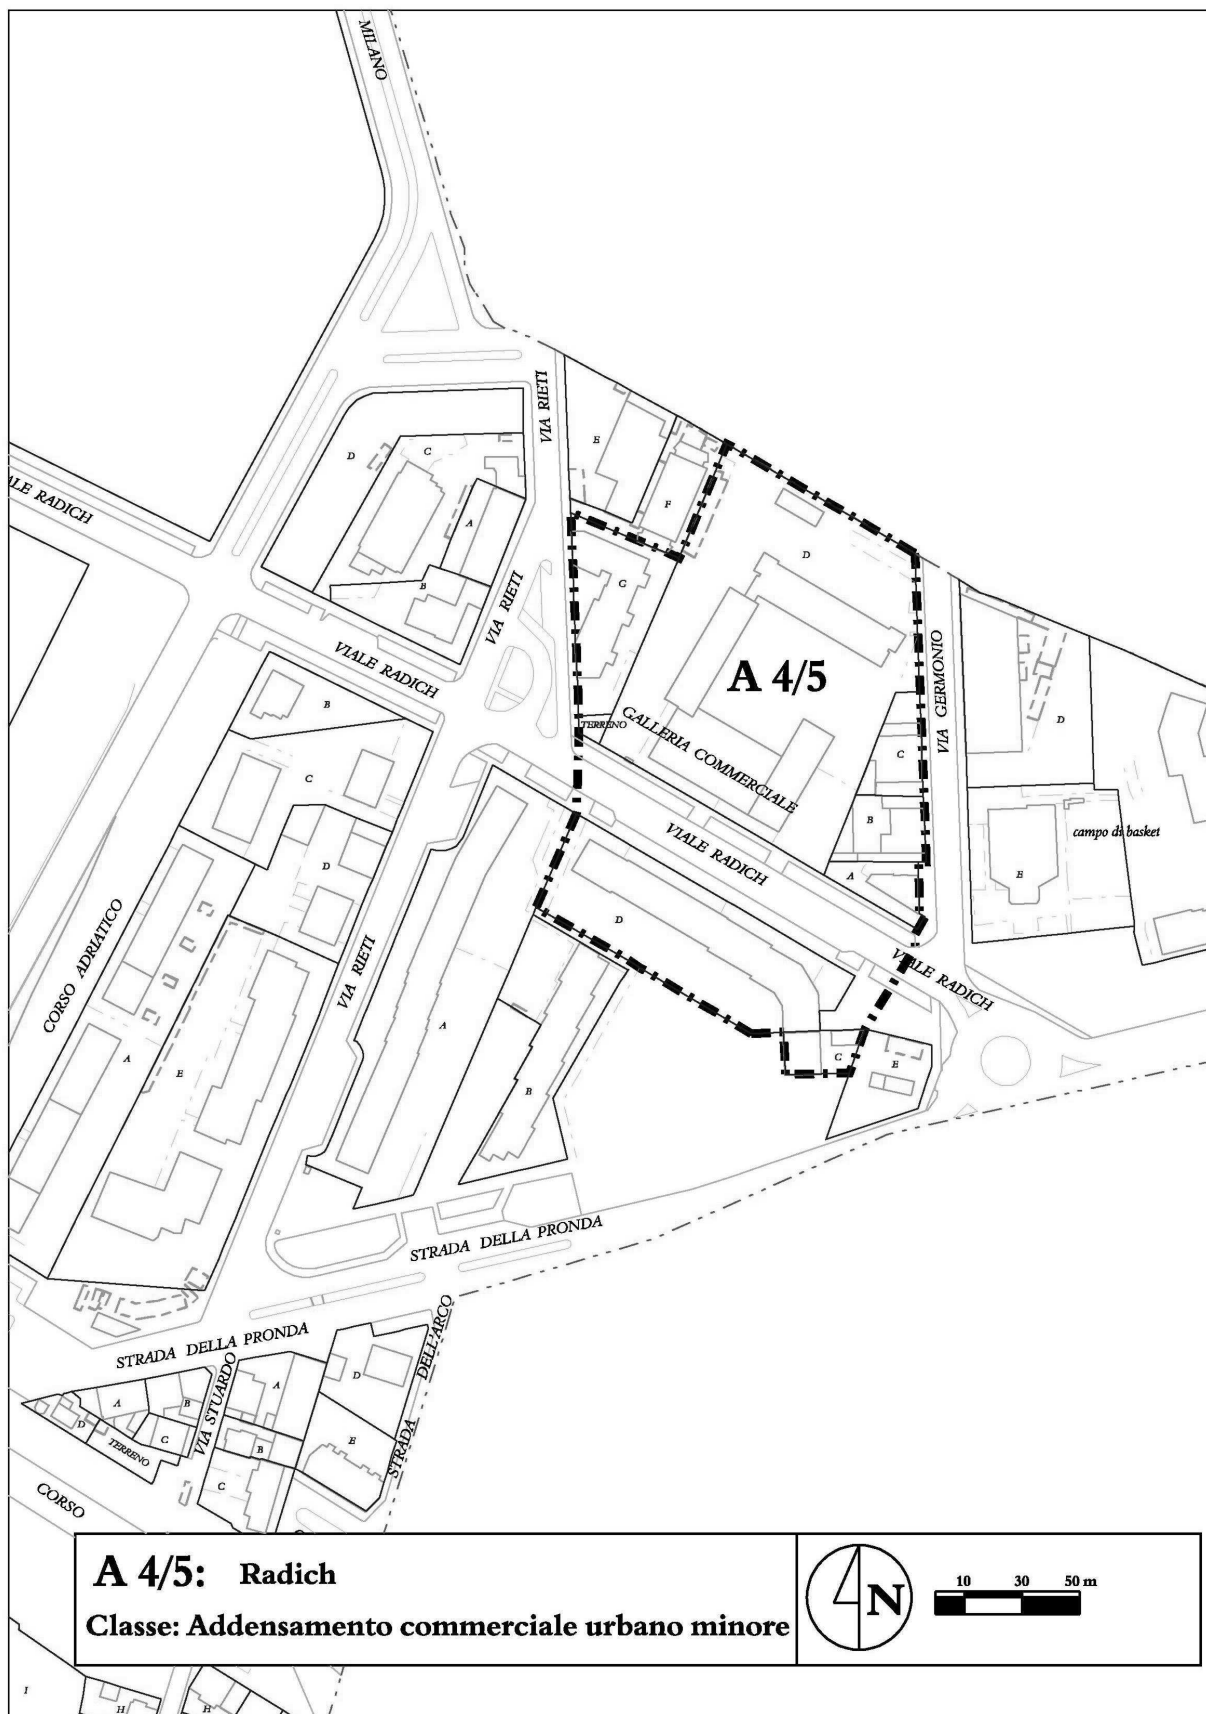 MILANO
VIA RIETI
E
D
C
ALE RADICH
A
F
D
B
C
VIA RIETI
VIALE RADICH
A 4/5
VIA GERMONIO
B
TERRENO
GALLERIA COMMERCIALE
D
C
C
B
campo di basket
VIALE RADICH
D
A
E
CORSO ADRIATICO
D
VIA RIETI
VIALE RADICH
A
A
E
C
E
B
STRADA DELLA PRONDA
STRADA DELLA PRONDA
DELL'ARCO
VIA STUARDO
D
A
A
B
D
C
TERRENO
B
E
STRADA
C
CORSO
A 4/5: Radich
Classe: Addensamento commerciale urbano minore
N
10 30 50 m
I
H
H